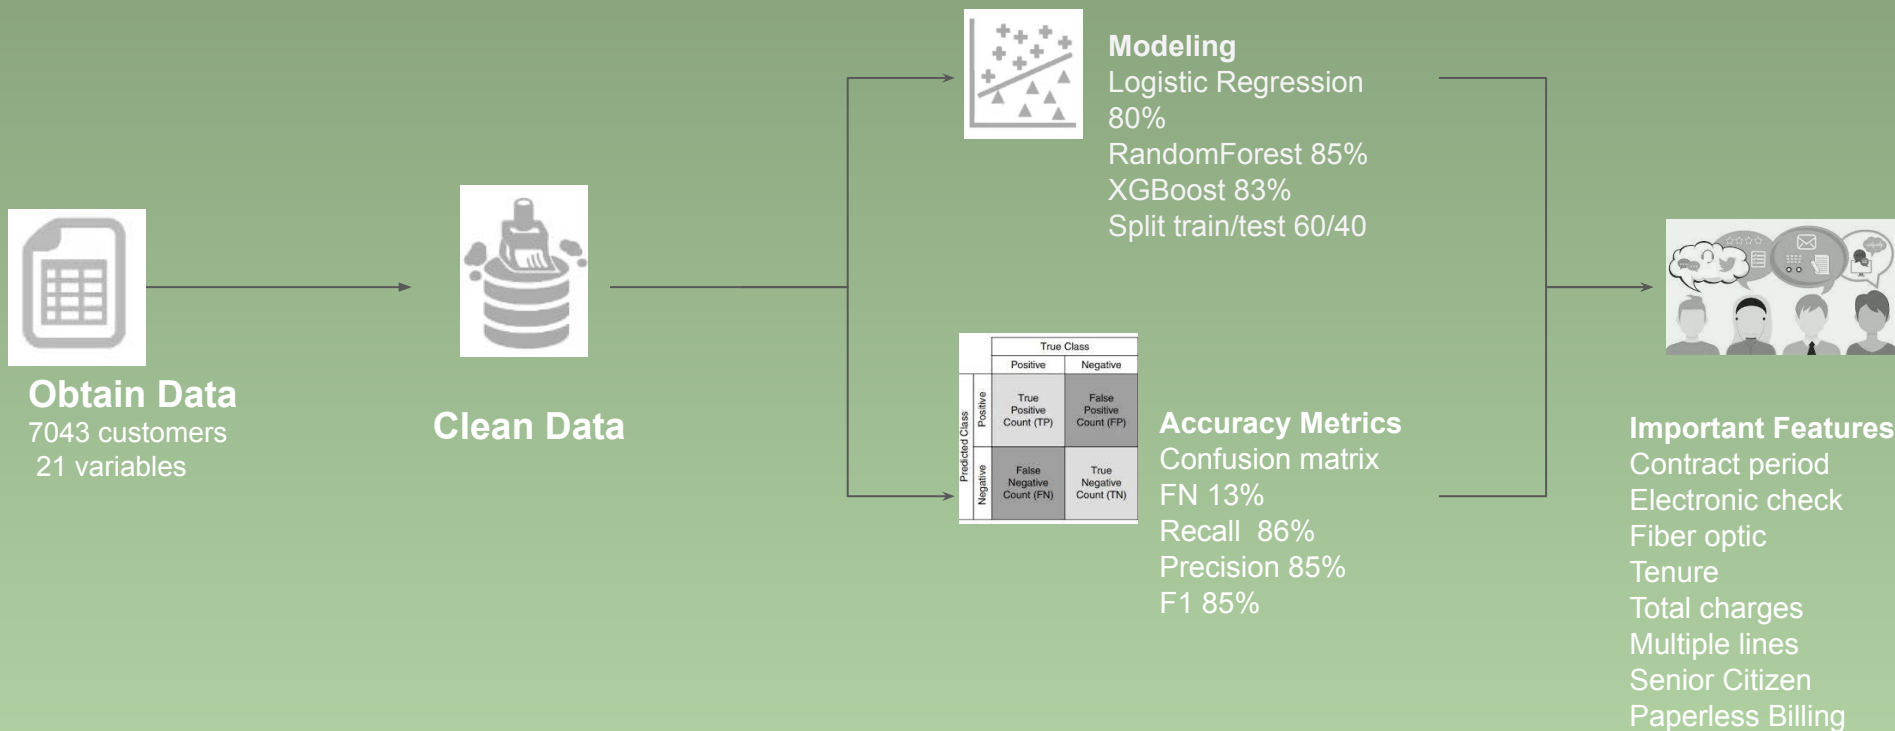 Obtain Data
7043 customers
21 variables
Clean Data
Modeling
Logistic Regression
80%
RandomForest 85%
XGBoost 83%
Split train/test 60/40
True Class
Positive
Negative
Predicted Class
Positive
True
Positive
Count (TP)
False
Positive
Count (FP)
Negative
False
Negative
Count (FN)
True
Negative
Count (TN)
Accuracy Metrics
Confusion matrix
FN 13%
Recall  86%
Precision 85%
F1 85%
Important Features
Contract period
Electronic check
Fiber optic
Tenure
Total charges
Multiple lines
Senior Citizen
Paperless Billing